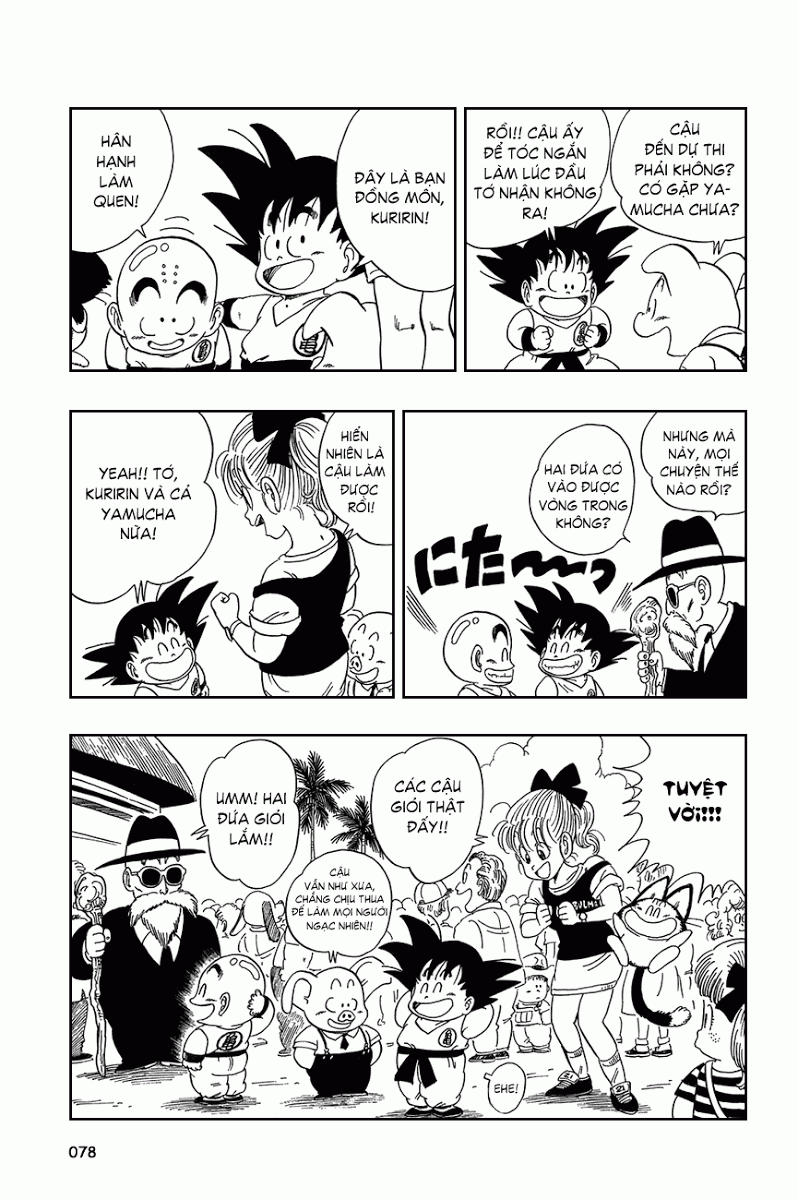 HÂN
HẠNH
LÀM
QUEN!
ĐÂY LÀ BẠN
ĐỒNG MÔN,
KURIRIN!
RỒI!! CẬU ẤY
ĐỂ TÓC NGẮN
LÀM LÚC ĐẦU
TỚ NHẬN KHÔNG
RA!
CẬU
ĐẾN DỰ THI
PHẢI KHÔNG?
CÓ GẶP YA-
MUCHA CHƯA?
YEAH!! TỚ,
KURIRIN VÀ CẢ
YAMUCHA
NỮA!
HIỂN
NHIÊN LÀ
CẬU LÀM
ĐƯỢC
RỒI!
HAI ĐỨA CÓ
VÀO ĐƯỢC
VÒNG TRONG
KHÔNG?
NHƯNG MÀ
NÀY, MỌI
CHUYỆN THẾ
NÀO RỒI?
にた〜〜っ
UMM! HAI
ĐỨA GIỎI
LẮM!!
CÁC CẬU
GIỎI THẬT
ĐẤY!!
TUYỆT
VỜI!!!!
CẬU
VẪN NHƯ XƯA,
CHẲNG CHỊU THUA
ĐỂ LÀM MỌI NGƯỜI
NGẠC NHIÊN!!
BULMA
EHE!
078